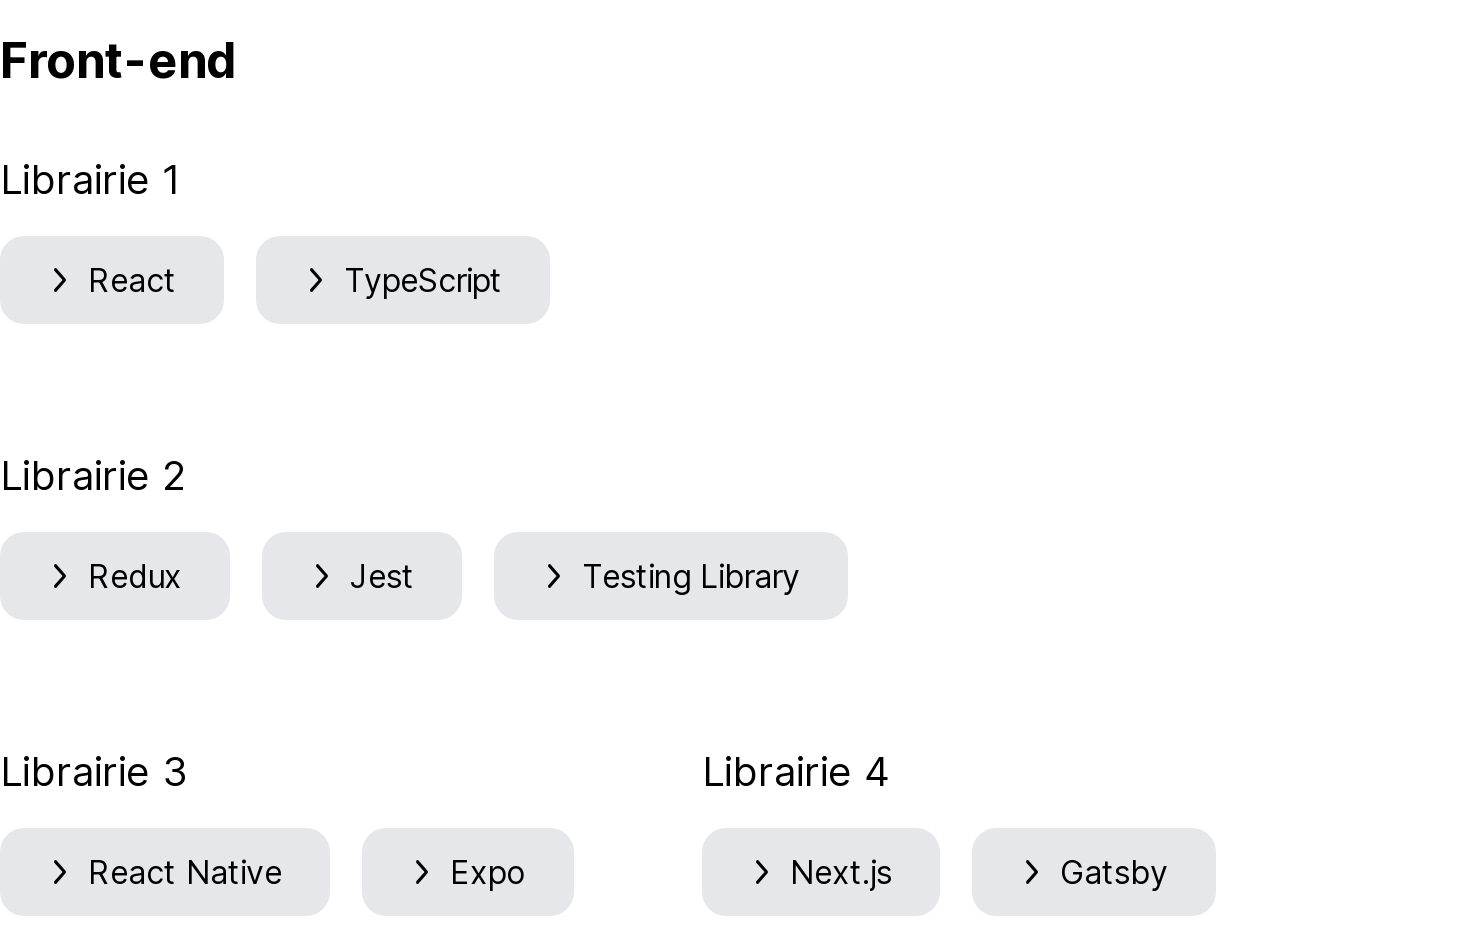 Front-end
Librairie 1
React TypeScript
Librairie 2
Redux Jest Testing Library
Librairie 3 Librairie 4
React Native Expo Next.js Gatsby